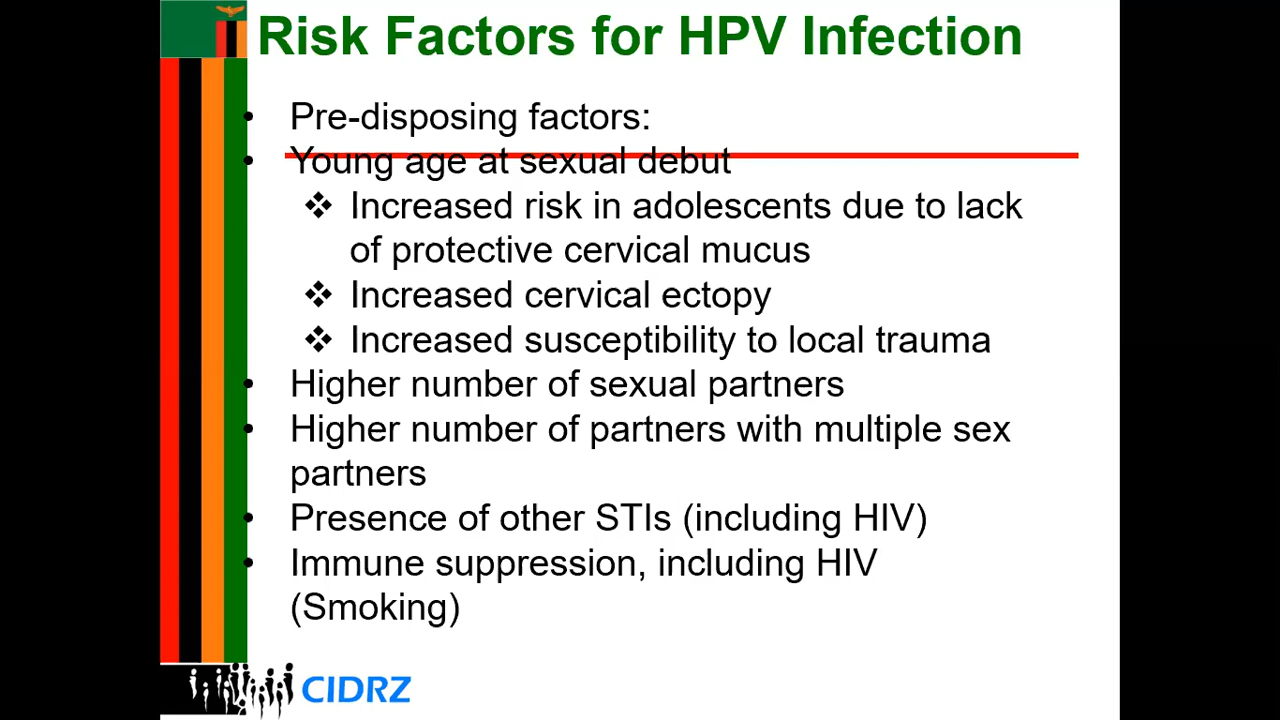 Risk Factors for HPV Infection
• Pre-disposing factors:
• Young age at sexual debut
❖ Increased risk in adolescents due to lack
of protective cervical mucus
❖ Increased cervical ectopy
❖ Increased susceptibility to local trauma
• Higher number of sexual partners
• Higher number of partners with multiple sex
partners
• Presence of other STIs (including HIV)
• Immune suppression, including HIV
(Smoking)
CIDRZ